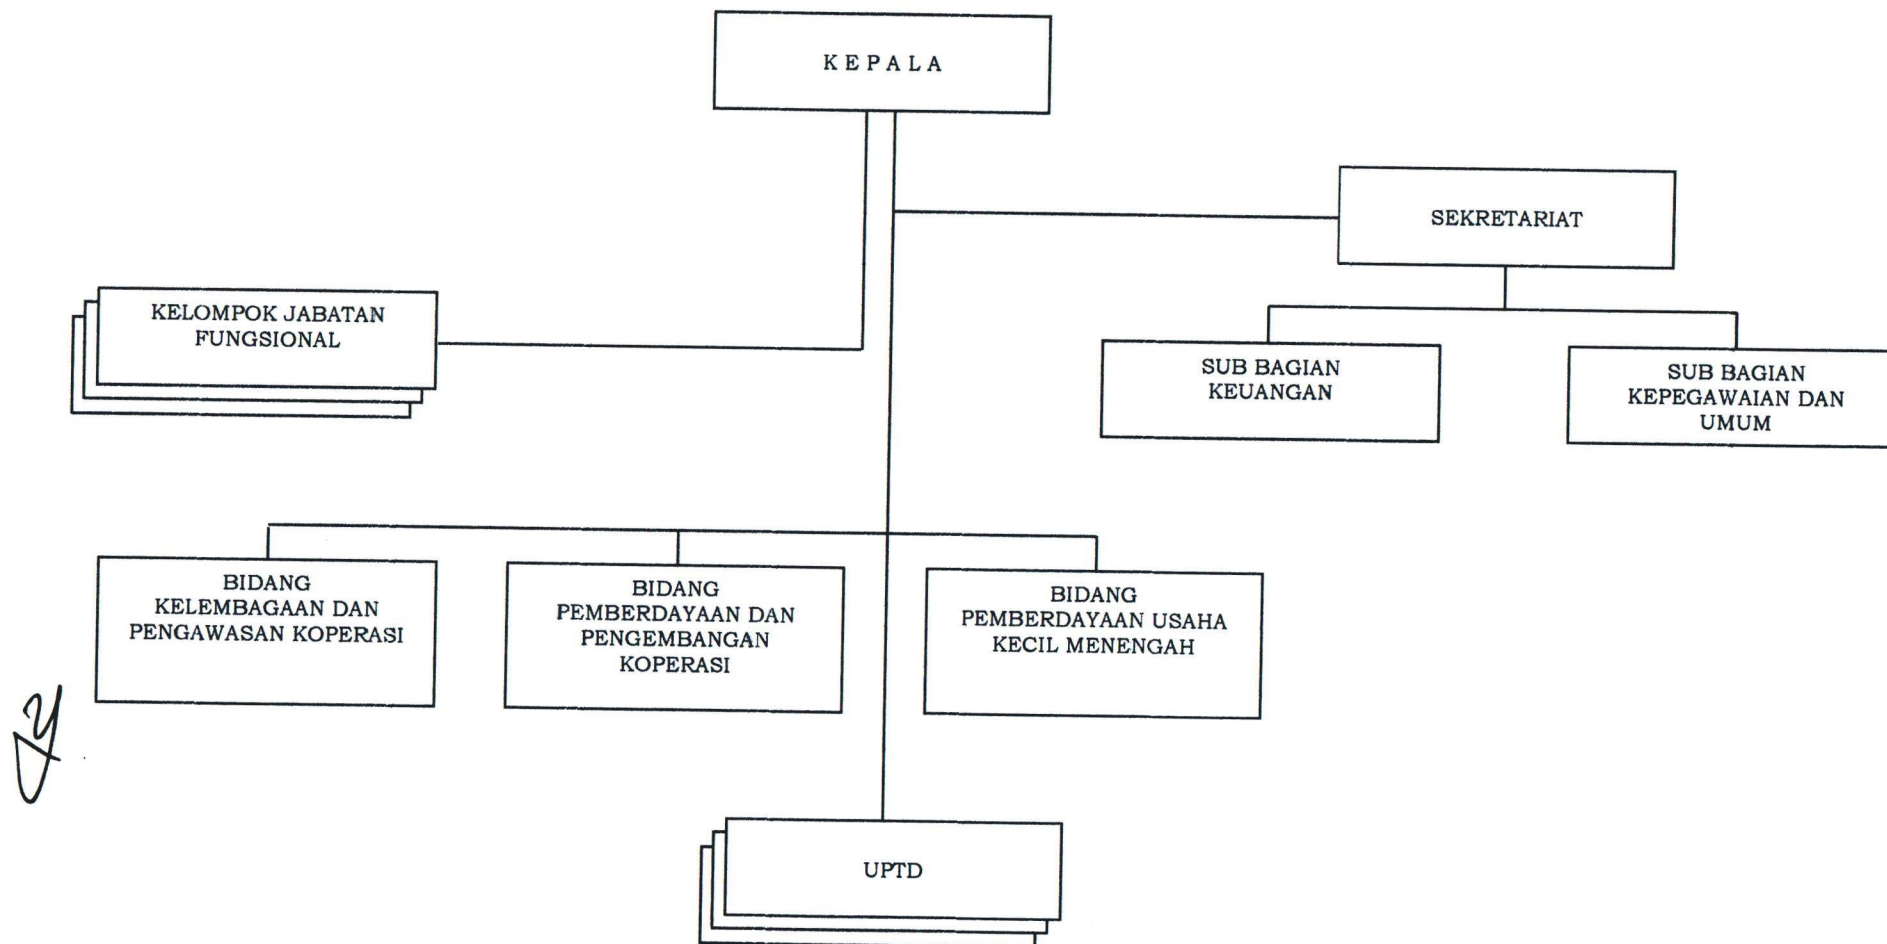 K E P A L A
SEKRETARIAT
KELOMPOK JABATAN
FUNGSIONAL
SUB BAGIAN
KEUANGAN
SUB BAGIAN
KEPEGAWAIAN DAN
UMUM
BIDANG
KELEMBAGAAN DAN
PENGAWASAN KOPERASI
BIDANG
PEMBERDAYAAN DAN
PENGEMBANGAN
KOPERASI
BIDANG
PEMBERDAYAAN USAHA
KECIL MENENGAH
UPTD